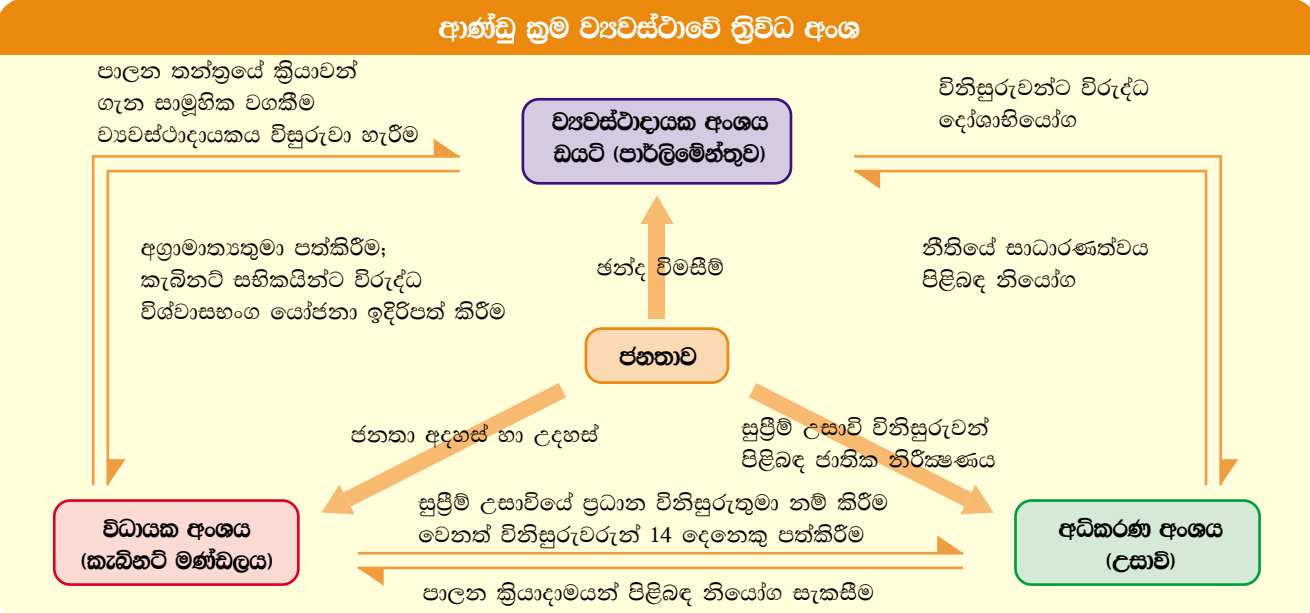 ආණ්ඩු ක්‍රම ව්‍යවස්ථාවේ ත්‍රිවිධ අංශ
පාලන තන්ත්‍රයේ ක්‍රියාවන්
ගැන සාමූහික වගකීම
ව්‍යවස්ථාදායකය විසුරුවා හැරීම
ව්‍යවස්ථාදායක අංශය
ඩයට් (පාර්ලිමේන්තුව)
විනිසුරුවන්ට විරුද්ධ
දෝශාභියෝග
අග්‍රාමාත්‍යතුමා පත්කිරීම;
කැබිනට් සභිකයින්ට විරුද්ධ
විශ්වාසභංග යෝජනා ඉදිරිපත් කිරීම
ඡන්ද විමසීම්
නීතියේ සාධාරණත්වය
පිළිබඳ නියෝග
ජනතාව
ජනතා අදහස් හා උදහස්
සුප්‍රීම් උසාවි විනිසුරුවන්
පිළිබඳ ජාතික නිරීක්‍ෂණය
සුප්‍රීම් උසාවියේ ප්‍රධාන විනිසුරුතුමා නම් කිරීම
වෙනත් විනිසුරුවරුන් 14 දෙනෙකු පත්කිරීම
විධායක අංශය
(කැබිනට් මණ්ඩලය)
අධිකරණ අංශය
(උසාවි)
පාලන ක්‍රියාදාමයන් පිළිබඳ නියෝග සැකසීම